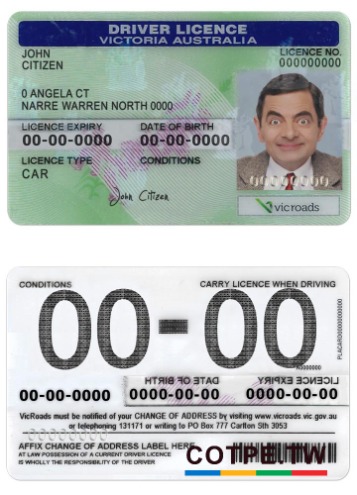 DRIVER LICENCE
VICTORIA AUSTRALIA
JOHN
CITIZEN
LICENCE NO.
000000000
0 ANGELA CT
NARRE WARREN NORTH 0000
LICENCE EXPIRY DATE OF BIRTH
00-00-0000 00-00-0000
LICENCE TYPE CONDITIONS
CAR
John Citizen
vicroads
CONDITIONS CARRY LICENCE WHEN DRIVING
00-00
LICENCE EXPIRY DATE OF BIRTH
00-00-0000 0000-00-00 0000-00-00
VicRoads must be notified of your CHANGE OF ADDRESS by visiting www.vicroads.vic.gov.au
or telephoning 131171 or writing to PO Box 777 Carlton Sth 3053
AFFIX CHANGE OF ADDRESS LABEL HERE
AT LAW POSSESSION OF A CURRENT DRIVER LICENCE
IS WHOLLY THE RESPONSIBILITY OF THE DRIVER